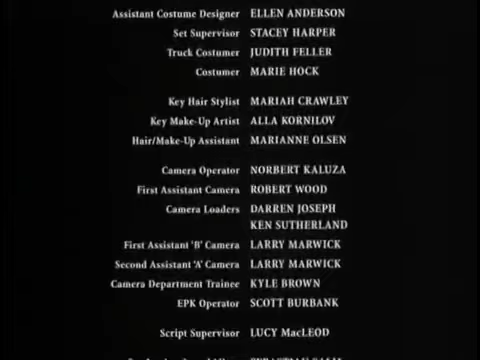 Assistant Costume Designer ELLEN ANDERSON
Set Supervisor STACEY HARPER
Truck Costumer JUDITH FELLER
Costumer MARIE HOCK
Key Hair Stylist MARIAH CRAWLEY
Key Make-Up Artist ALLA KORNILOV
Hair/Make-Up Assistant MARIANNE OLSEN
Camera Operator NORBERT KALUZA
First Assistant Camera ROBERT WOOD
Camera Loaders DARREN JOSEPH
KEN SUTHERLAND
First Assistant 'B' Camera LARRY MARWICK
Second Assistant 'A' Camera LARRY MARWICK
Camera Department Trainee KYLE BROWN
EPK Operator SCOTT BURBANK
Script Supervisor LUCY MacLEOD